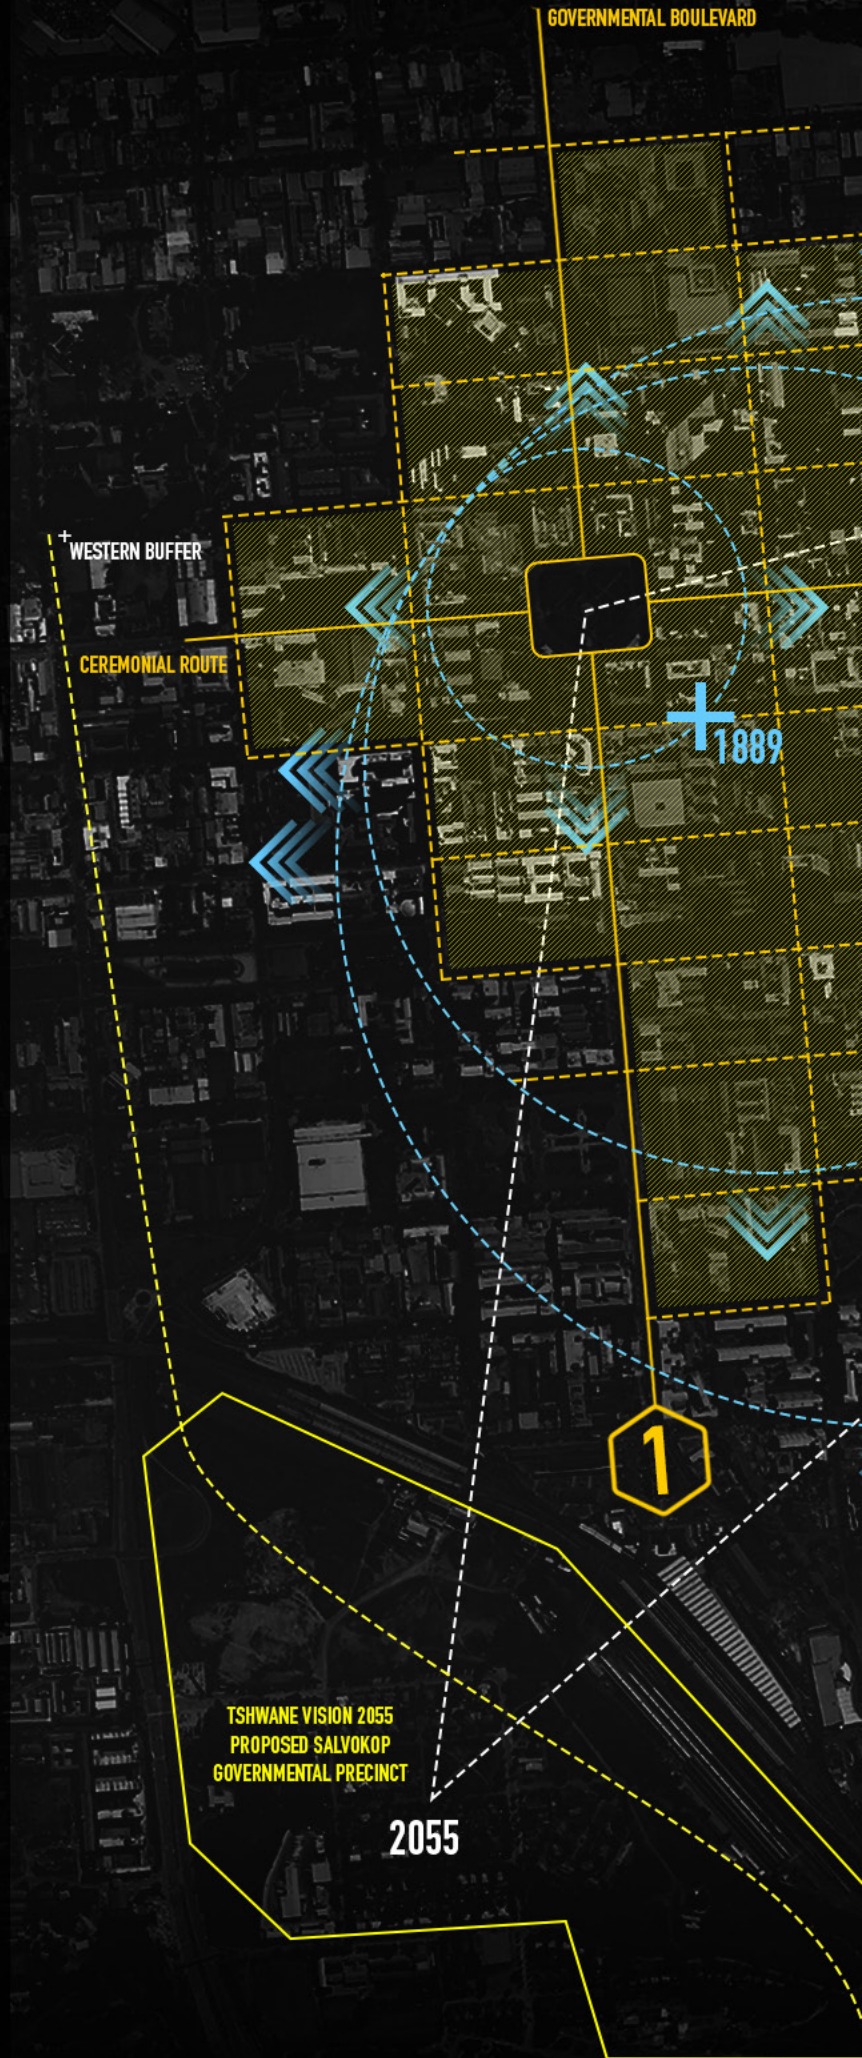 GOVERNMENTAL BOULEVARD
WESTERN BUFFER
CEREMONIAL ROUTE
1889
1
TSHWANE VISION 2055
PROPOSED SALVOKOP
GOVERNMENTAL PRECINCT
2055